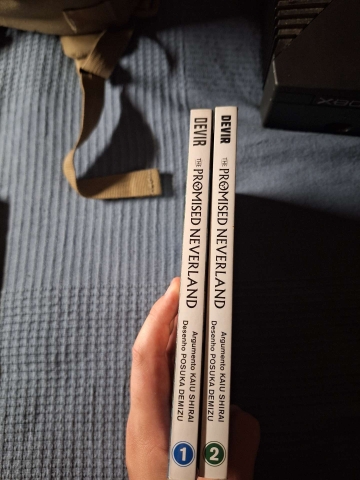 DEVIR
THE PROMISED NEVERLAND
Argumento KAIU SHIRAI
Desenho POSUKA DEMIZU
1
DEVIR
THE PROMISED NEVERLAND
Argumento KAIU SHIRAI
Desenho POSUKA DEMIZU
2
XBOX